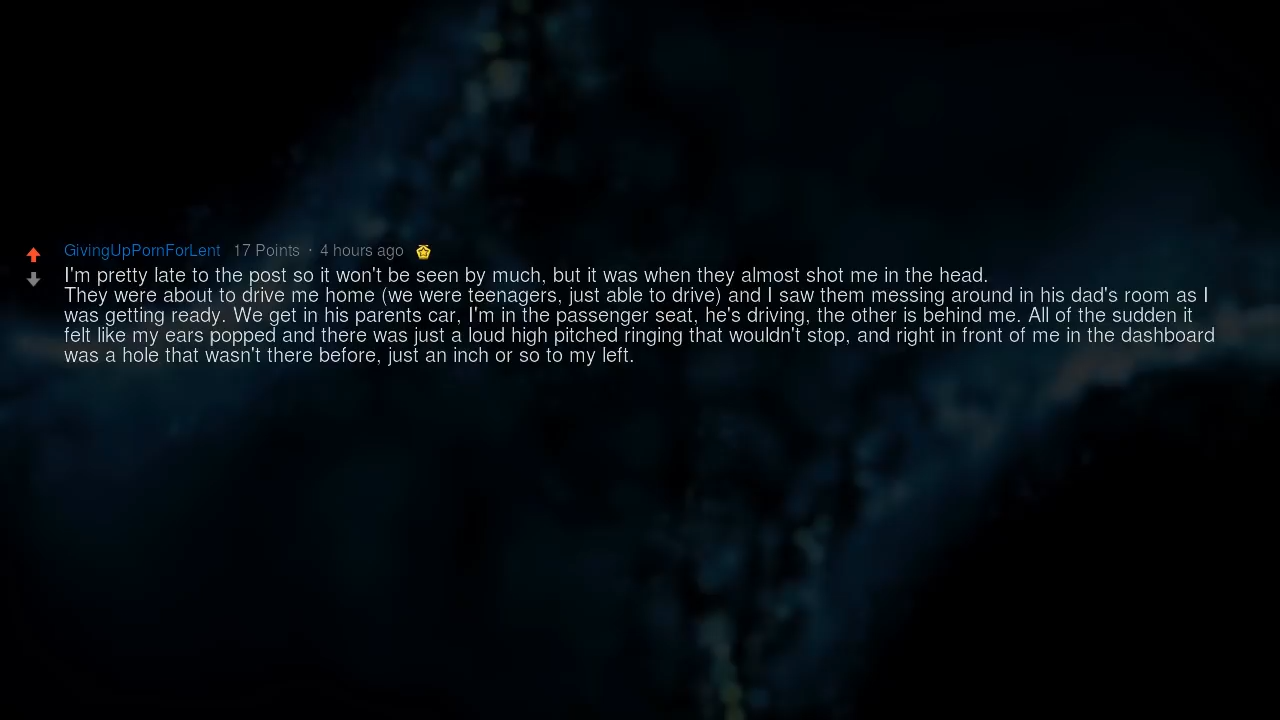 GivingUpPornForLent 17 Points · 4 hours ago
I'm pretty late to the post so it won't be seen by much, but it was when they almost shot me in the head.
They were about to drive me home (we were teenagers, just able to drive) and I saw them messing around in his dad's room as I
was getting ready. We get in his parents car, I'm in the passenger seat, he's driving, the other is behind me. All of the sudden it
felt like my ears popped and there was just a loud high pitched ringing that wouldn't stop, and right in front of me in the dashboard
was a hole that wasn't there before, just an inch or so to my left.